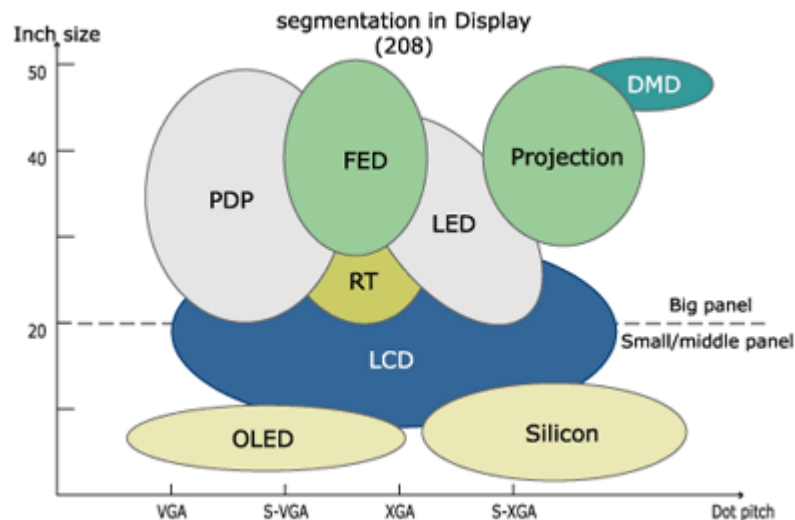 segmentation in Display
(208)
Inch size
50
DMD
40
FED
Projection
PDP
LED
RT
Big panel
20
Small/middle panel
LCD
OLED
Silicon
VGA
S-VGA
XGA
S-XGA
Dot pitch